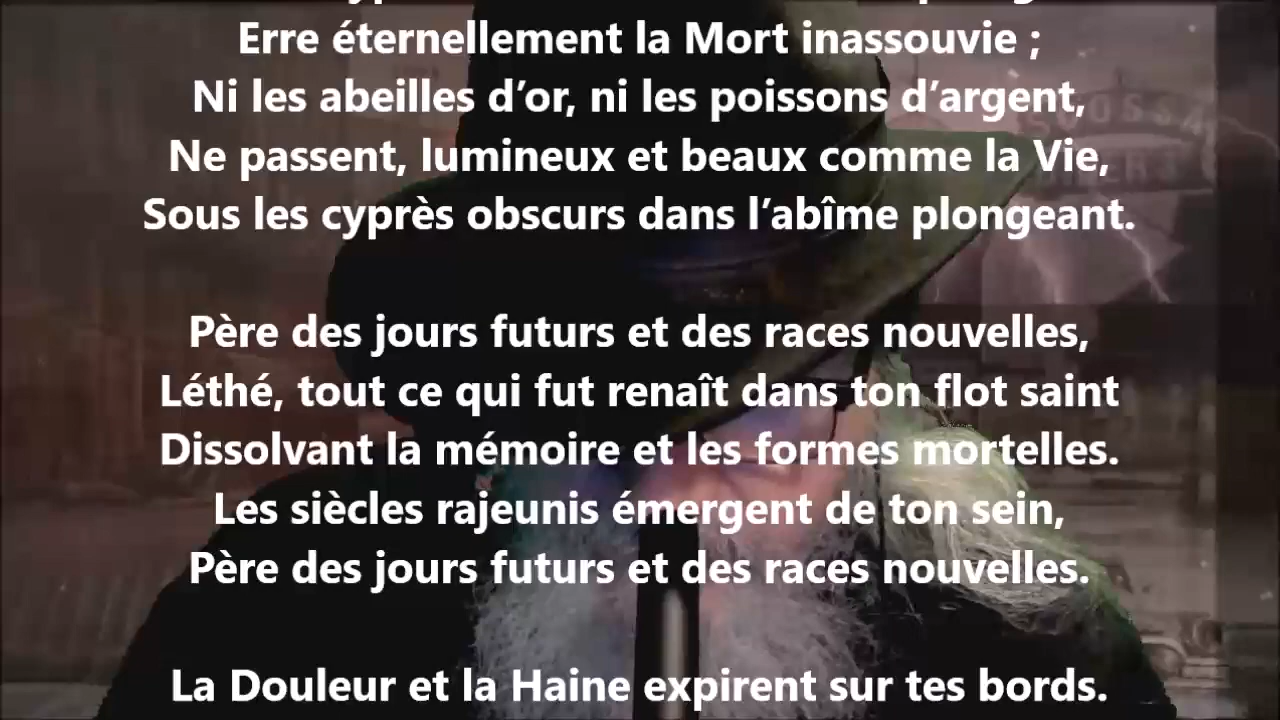 Erre éternellement la Mort inassouvie ;
Ni les abeilles d’or, ni les poissons d’argent,
Ne passent, lumineux et beaux comme la Vie,
Sous les cyprès obscurs dans l’abîme plongeant.
Père des jours futurs et des races nouvelles,
Léthé, tout ce qui fut renaît dans ton flot saint
Dissolvant la mémoire et les formes mortelles.
Les siècles rajeunis émergent de ton sein,
Père des jours futurs et des races nouvelles.
La Douleur et la Haine expirent sur tes bords.